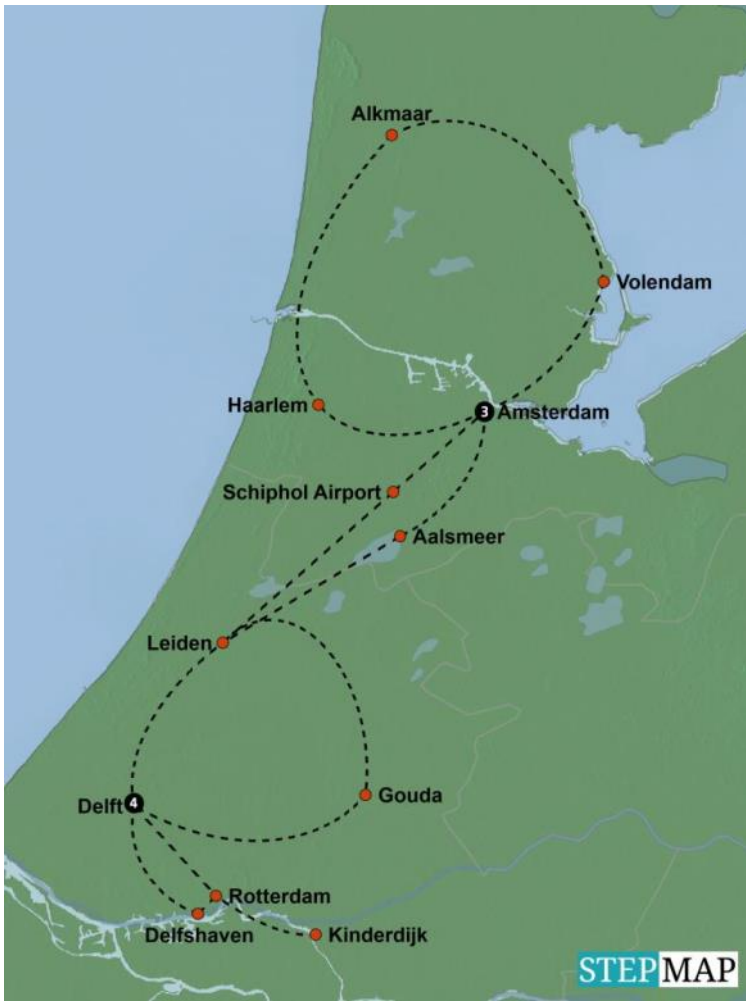 Alkmaar
Volendam
Haarlem
3 Amsterdam
Schiphol Airport
Aalsmeer
Leiden
Delft 4
Gouda
Rotterdam
Delfshaven
Kinderdijk
STEPMAP